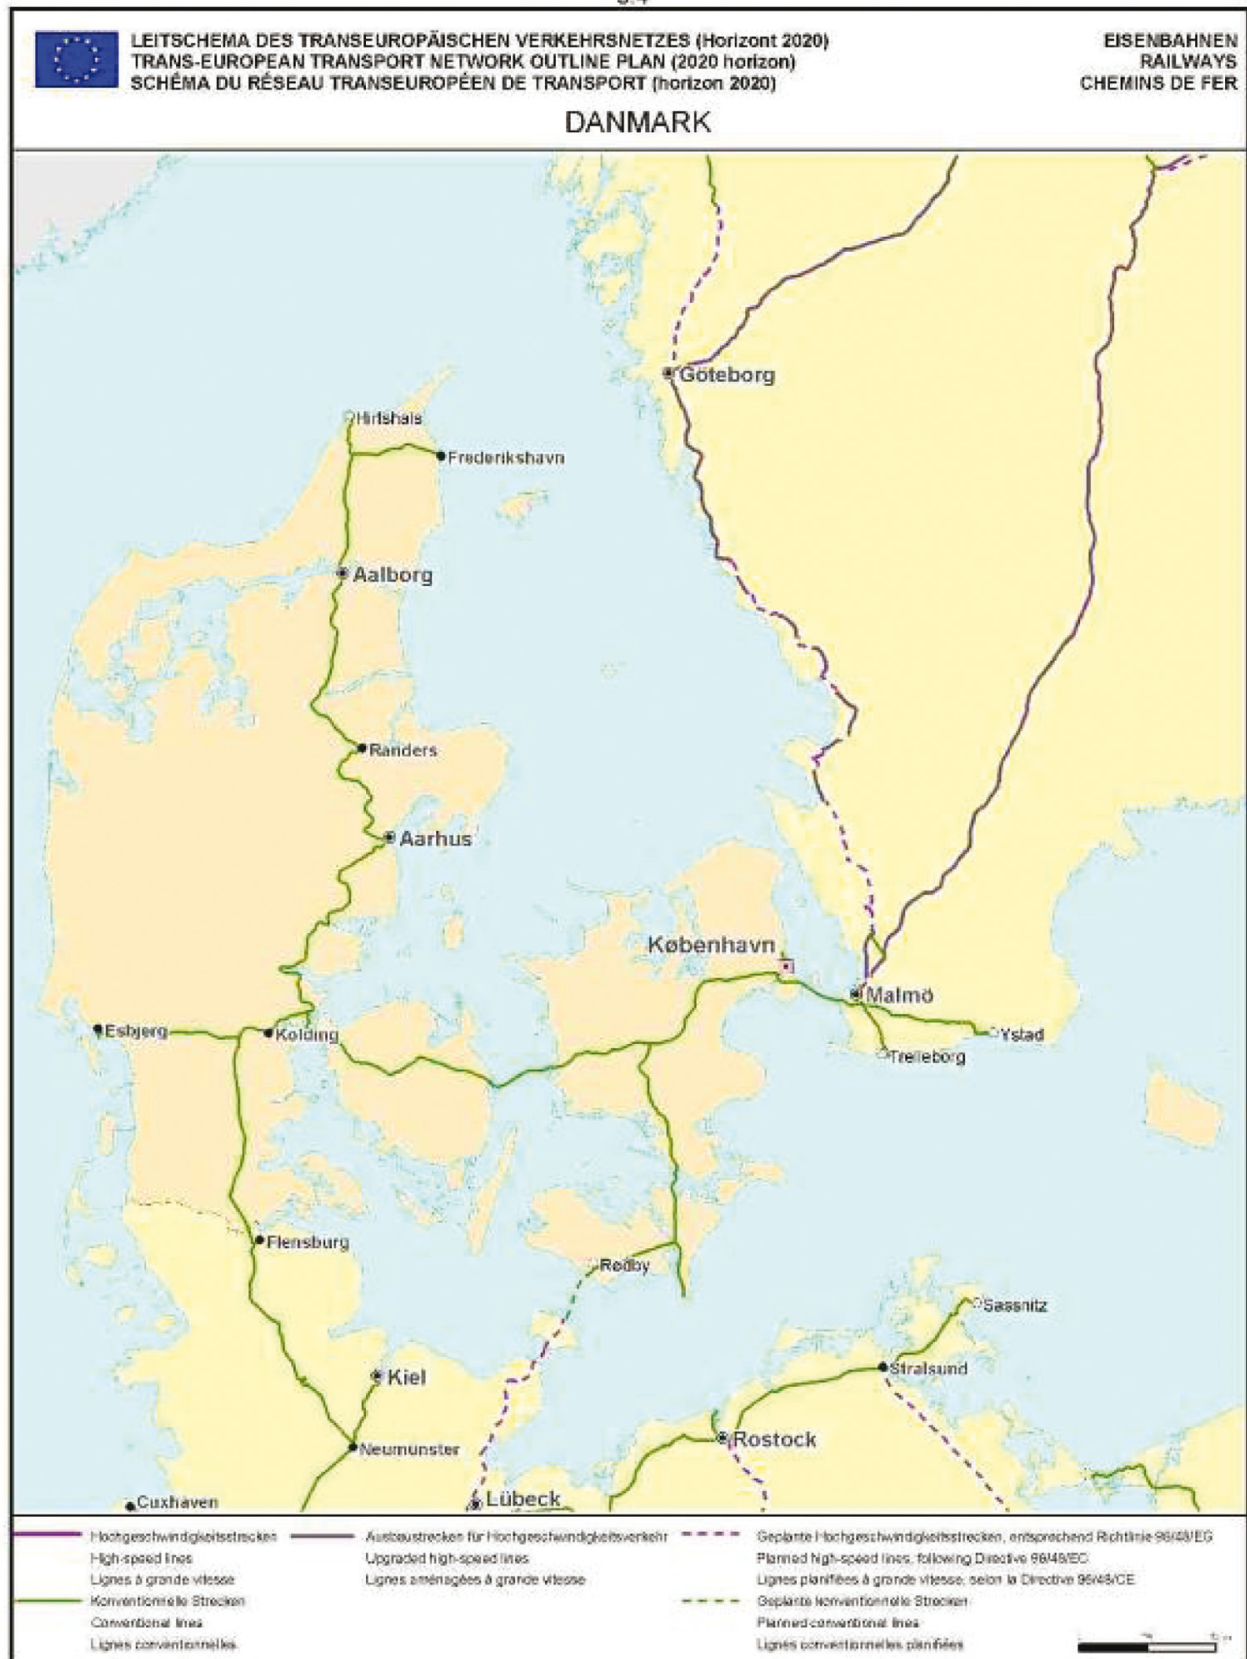 LEITSCHEMA DES TRANSEUROPÄISCHEN VERKEHRSNETZES (Horizont 2020)
TRANS-EUROPEAN TRANSPORT NETWORK OUTLINE PLAN (2020 horizon)
SCHÉMA DU RÉSEAU TRANSEUROPÉEN DE TRANSPORT (horizon 2020)
EISENBAHNEN
RAILWAYS
CHEMINS DE FER
DANMARK
Göteborg
Hirtshals
Frederikshavn
Aalborg
Randers
Aarhus
København
Malmö
Esbjerg
Kolding
Ystad
Trelleborg
Flensburg
Rødby
Sassnitz
Kiel
Stralsund
Neumünster
Rostock
Cuxhaven
Lübeck
Hochgeschwindigkeitsstrecken
High-speed lines
Lignes à grande vitesse
Konventionelle Strecken
Conventional lines
Lignes conventionnelles
Ausbaustrecken für Hochgeschwindigkeitsverkehr
Upgraded high-speed lines
Lignes aménagées à grande vitesse
Geplante Hochgeschwindigkeitsstrecken, entsprechend Richtlinie 96/48/EG
Planned high-speed lines, following Directive 96/48/EC
Lignes planifiées à grande vitesse, selon la Directive 96/48/CE
Geplante konventionelle Strecken
Planned conventional lines
Lignes conventionnelles planifiées